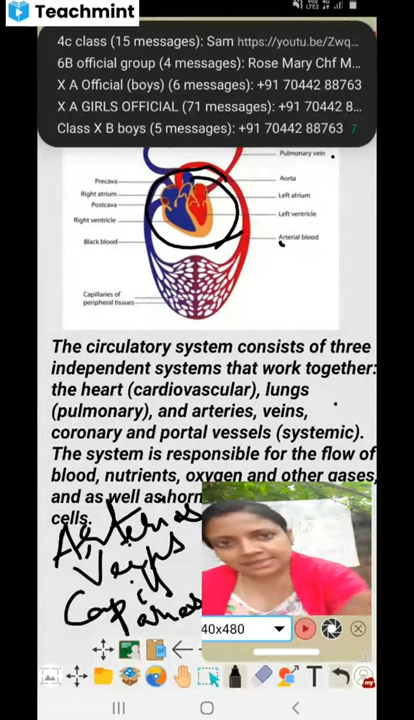 Teachmint
4G
LTE2
4c class (15 messages): Sam https://youtu.be/Zwq...
6B official group (4 messages): Rose Mary Chf M...
X A Official (boys) (6 messages): +91 70442 88763
X A GIRLS OFFICIAL (71 messages): +91 70442 8...
Class X B boys (5 messages): +91 70442 88763 7
Pulmonary vein
Precava
Aorta
Right atrium
Left atrium
Postcava
Left ventricle
Right ventricle
Arterial blood
Black blood
Capillaries of
peripheral tissues
The circulatory system consists of three
independent systems that work together:
the heart (cardiovascular), lungs
(pulmonary), and arteries, veins,
coronary and portal vessels (systemic).
The system is responsible for the flow of
blood, nutrients, oxygen and other gases,
and as well as horn
cells.
Arteries
Veins
40x480
T
my